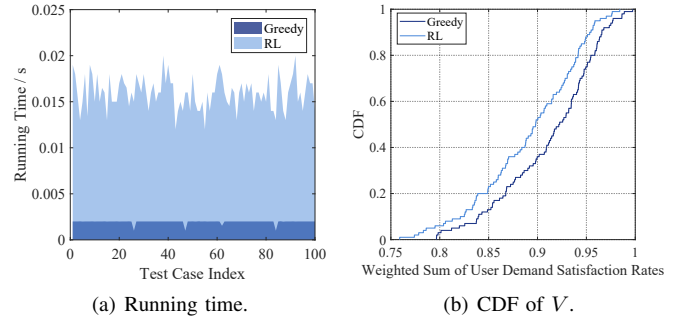 0.025
0.02
0.015
0.01
0.005
0
Running Time / s
Greedy
RL
0 20 40 60 80 100
Test Case Index
(a) Running time.
1
0.8
0.6
0.4
0.2
0
CDF
Greedy
RL
0.75 0.8 0.85 0.9 0.95 1
Weighted Sum of User Demand Satisfaction Rates
(b) CDF of V.